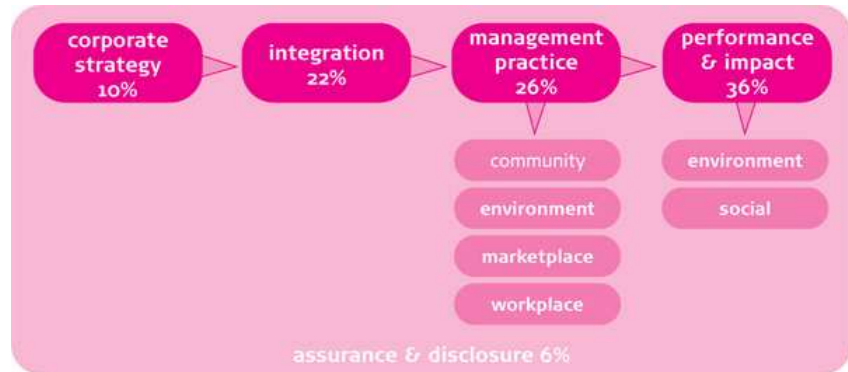 corporate
strategy
10%
integration
22%
management
practice
26%
performance
& impact
36%
community
environment
marketplace
workplace
environment
social
assurance & disclosure 6%